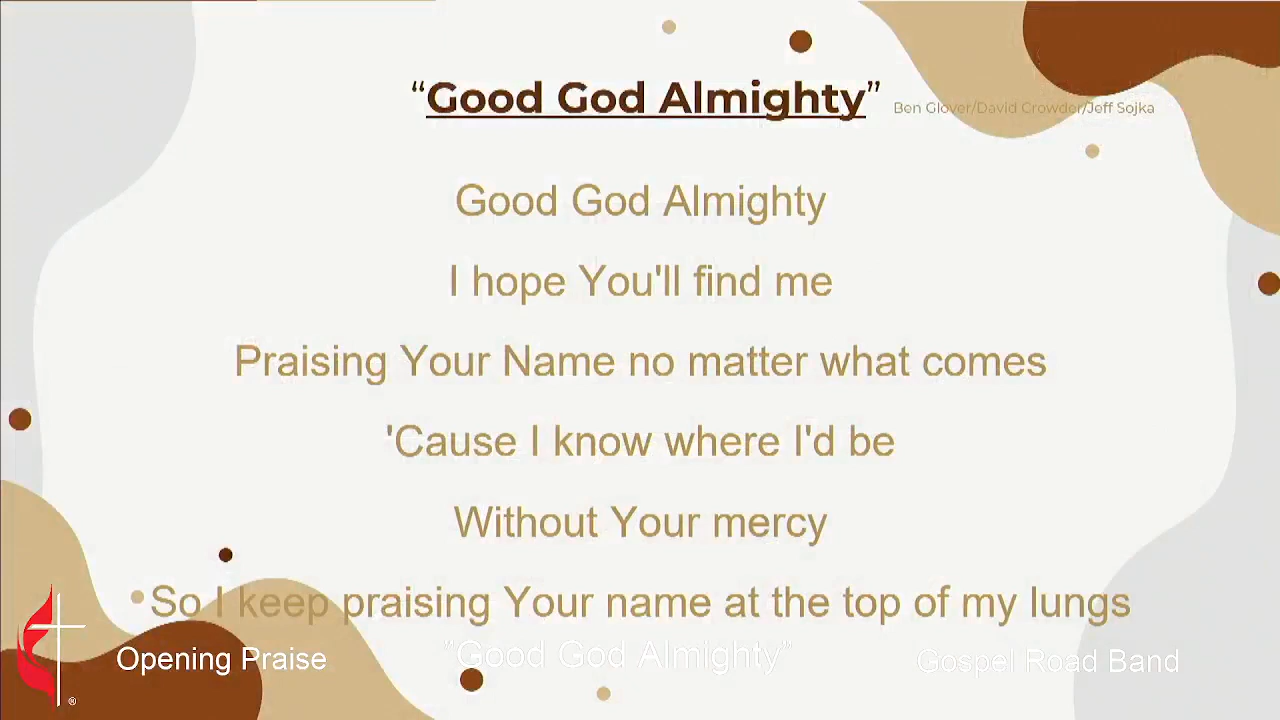 “Good God Almighty” Ben Glover/David Crowder/Jeff Sojka
Good God Almighty
I hope You'll find me
Praising Your Name no matter what comes
'Cause I know where I'd be
Without Your mercy
So I keep praising Your name at the top of my lungs
Opening Praise “Good God Almighty” Gospel Road Band
®